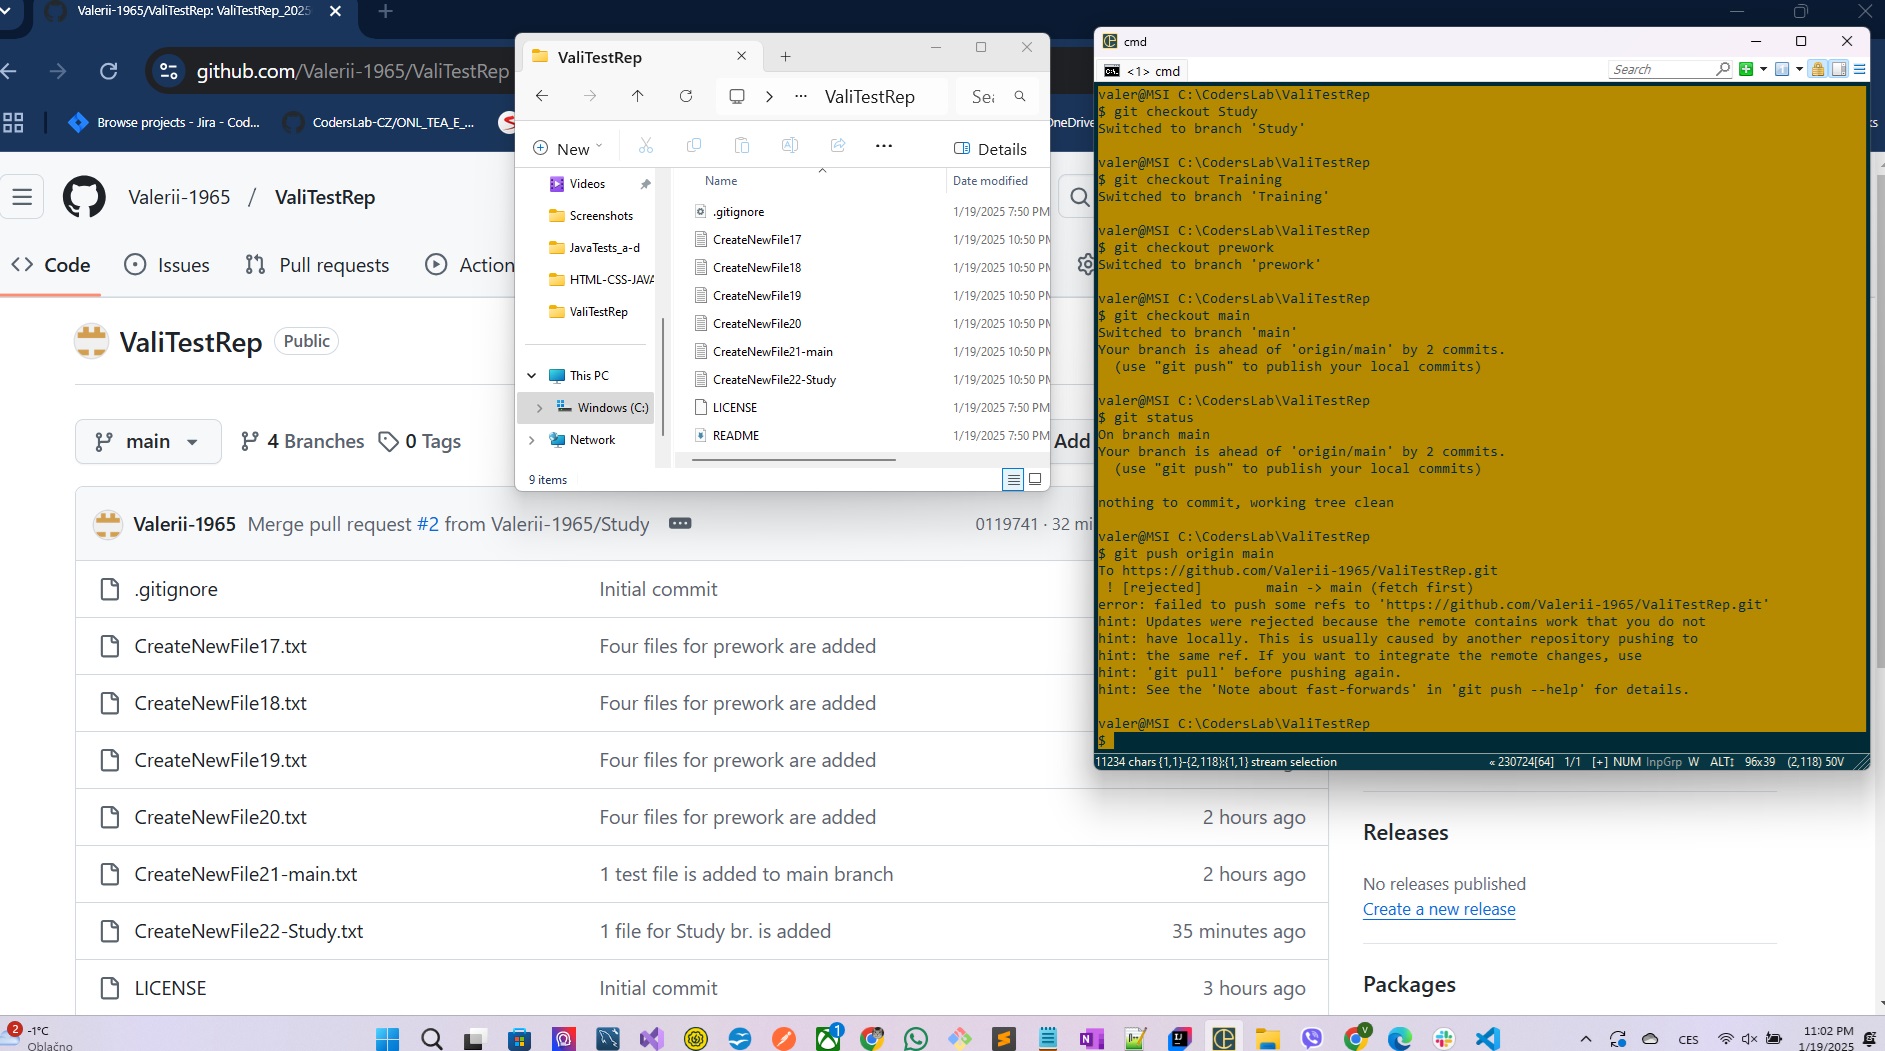 Valerii-1965/ValiTestRep: ValiTestRep_2025
github.com/Valerii-1965/ValiTestRep
Browse projects - Jira - Cod...
CodersLab-CZ/ONL_TEA_E_...
Valerii-1965 / ValiTestRep
Code
Issues
Pull requests
Action
ValiTestRep
Public
main
4 Branches
0 Tags
Add
Valerii-1965 Merge pull request #2 from Valerii-1965/Study
0119741 · 32 mi
.gitignore Initial commit
CreateNewFile17.txt Four files for prework are added
CreateNewFile18.txt Four files for prework are added
CreateNewFile19.txt Four files for prework are added
CreateNewFile20.txt Four files for prework are added 2 hours ago
CreateNewFile21-main.txt 1 test file is added to main branch 2 hours ago
CreateNewFile22-Study.txt 1 file for Study br. is added 35 minutes ago
LICENSE Initial commit 3 hours ago
Releases
No releases published
Create a new release
Packages
ValiTestRep
ValiTestRep
New
Details
Videos
Screenshots
JavaTests_a-d
HTML-CSS-JAVA
ValiTestRep
This PC
Windows (C:)
Network
Name Date modified
.gitignore 1/19/2025 7:50 PM
CreateNewFile17 1/19/2025 10:50 PM
CreateNewFile18 1/19/2025 10:50 PM
CreateNewFile19 1/19/2025 10:50 PM
CreateNewFile20 1/19/2025 10:50 PM
CreateNewFile21-main 1/19/2025 10:50 PM
CreateNewFile22-Study 1/19/2025 10:50 PM
LICENSE 1/19/2025 7:50 PM
README 1/19/2025 7:50 PM
9 items
cmd
<1> cmd
Search
valer@MSI C:\CodersLab\ValiTestRep
$ git checkout Study
Switched to branch 'Study'
valer@MSI C:\CodersLab\ValiTestRep
$ git checkout Training
Switched to branch 'Training'
valer@MSI C:\CodersLab\ValiTestRep
$ git checkout prework
Switched to branch 'prework'
valer@MSI C:\CodersLab\ValiTestRep
$ git checkout main
Switched to branch 'main'
Your branch is ahead of 'origin/main' by 2 commits.
(use "git push" to publish your local commits)
valer@MSI C:\CodersLab\ValiTestRep
$ git status
On branch main
Your branch is ahead of 'origin/main' by 2 commits.
(use "git push" to publish your local commits)
nothing to commit, working tree clean
valer@MSI C:\CodersLab\ValiTestRep
$ git push origin main
To https://github.com/Valerii-1965/ValiTestRep.git
! [rejected] main -> main (fetch first)
error: failed to push some refs to 'https://github.com/Valerii-1965/ValiTestRep.git'
hint: Updates were rejected because the remote contains work that you do not
hint: have locally. This is usually caused by another repository pushing to
hint: the same ref. If you want to integrate the remote changes, use
hint: 'git pull' before pushing again.
hint: See the 'Note about fast-forwards' in 'git push --help' for details.
valer@MSI C:\CodersLab\ValiTestRep
$
11234 chars {1,1}-{2,118}:{1,1} stream selection
« 230724[64] 1/1 [+] NUM InpGrp W ALT↕ 96x39 (2,118) 50V
2
-1°C
Oblačno
1
CES
11:02 PM
1/19/2025